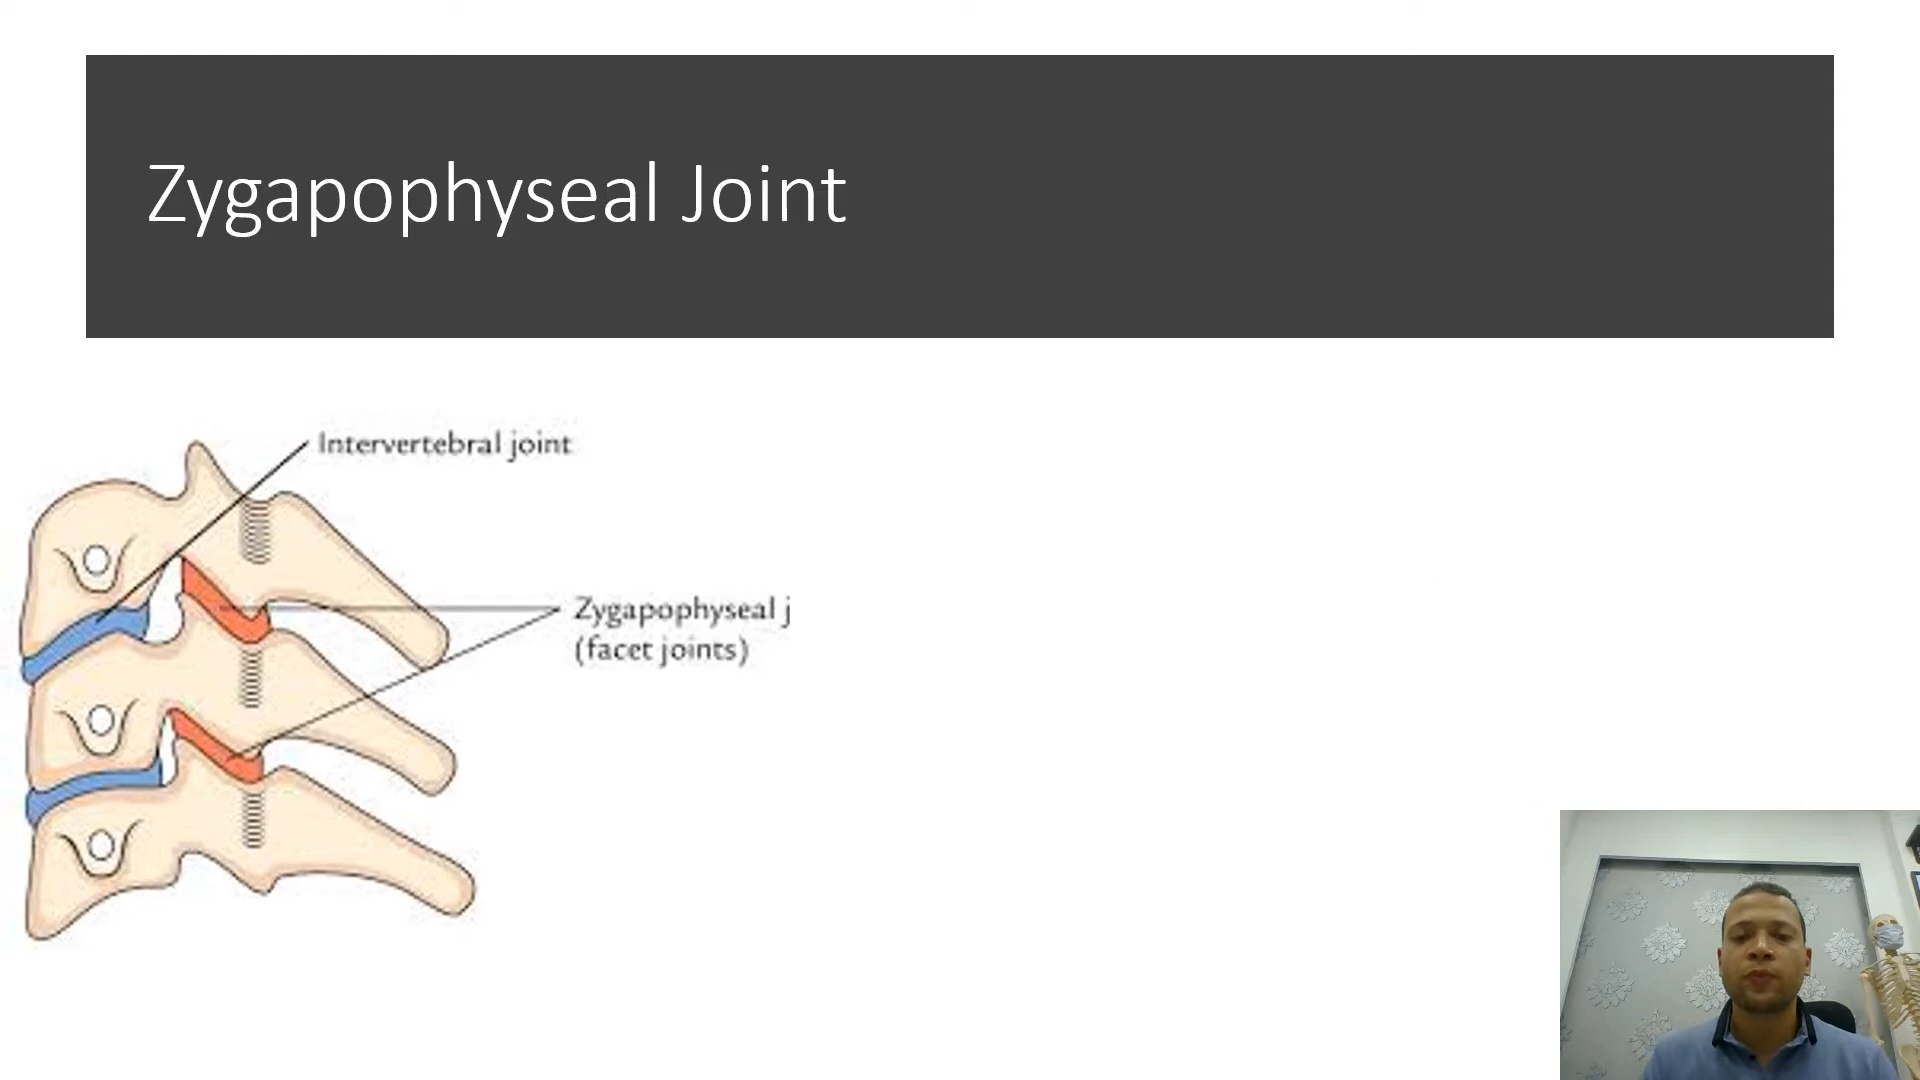 Zygapophyseal Joint
Intervertebral joint
Zygapophyseal j
(facet joints)